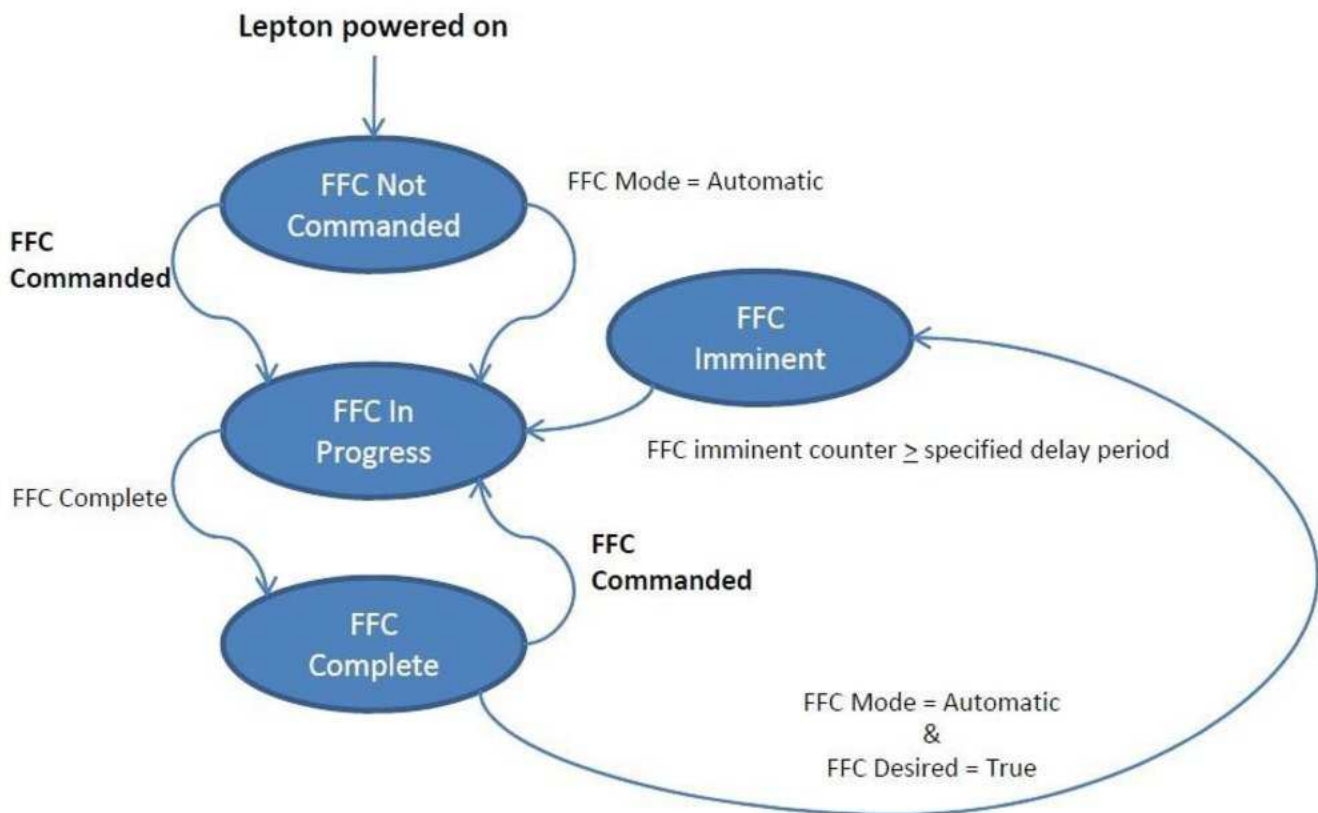 Lepton powered on
FFC Not
Commanded
FFC Mode = Automatic
FFC
Commanded
FFC
Imminent
FFC In
Progress
FFC imminent counter ≥ specified delay period
FFC Complete
FFC
Commanded
FFC
Complete
FFC Mode = Automatic
&
FFC Desired = True